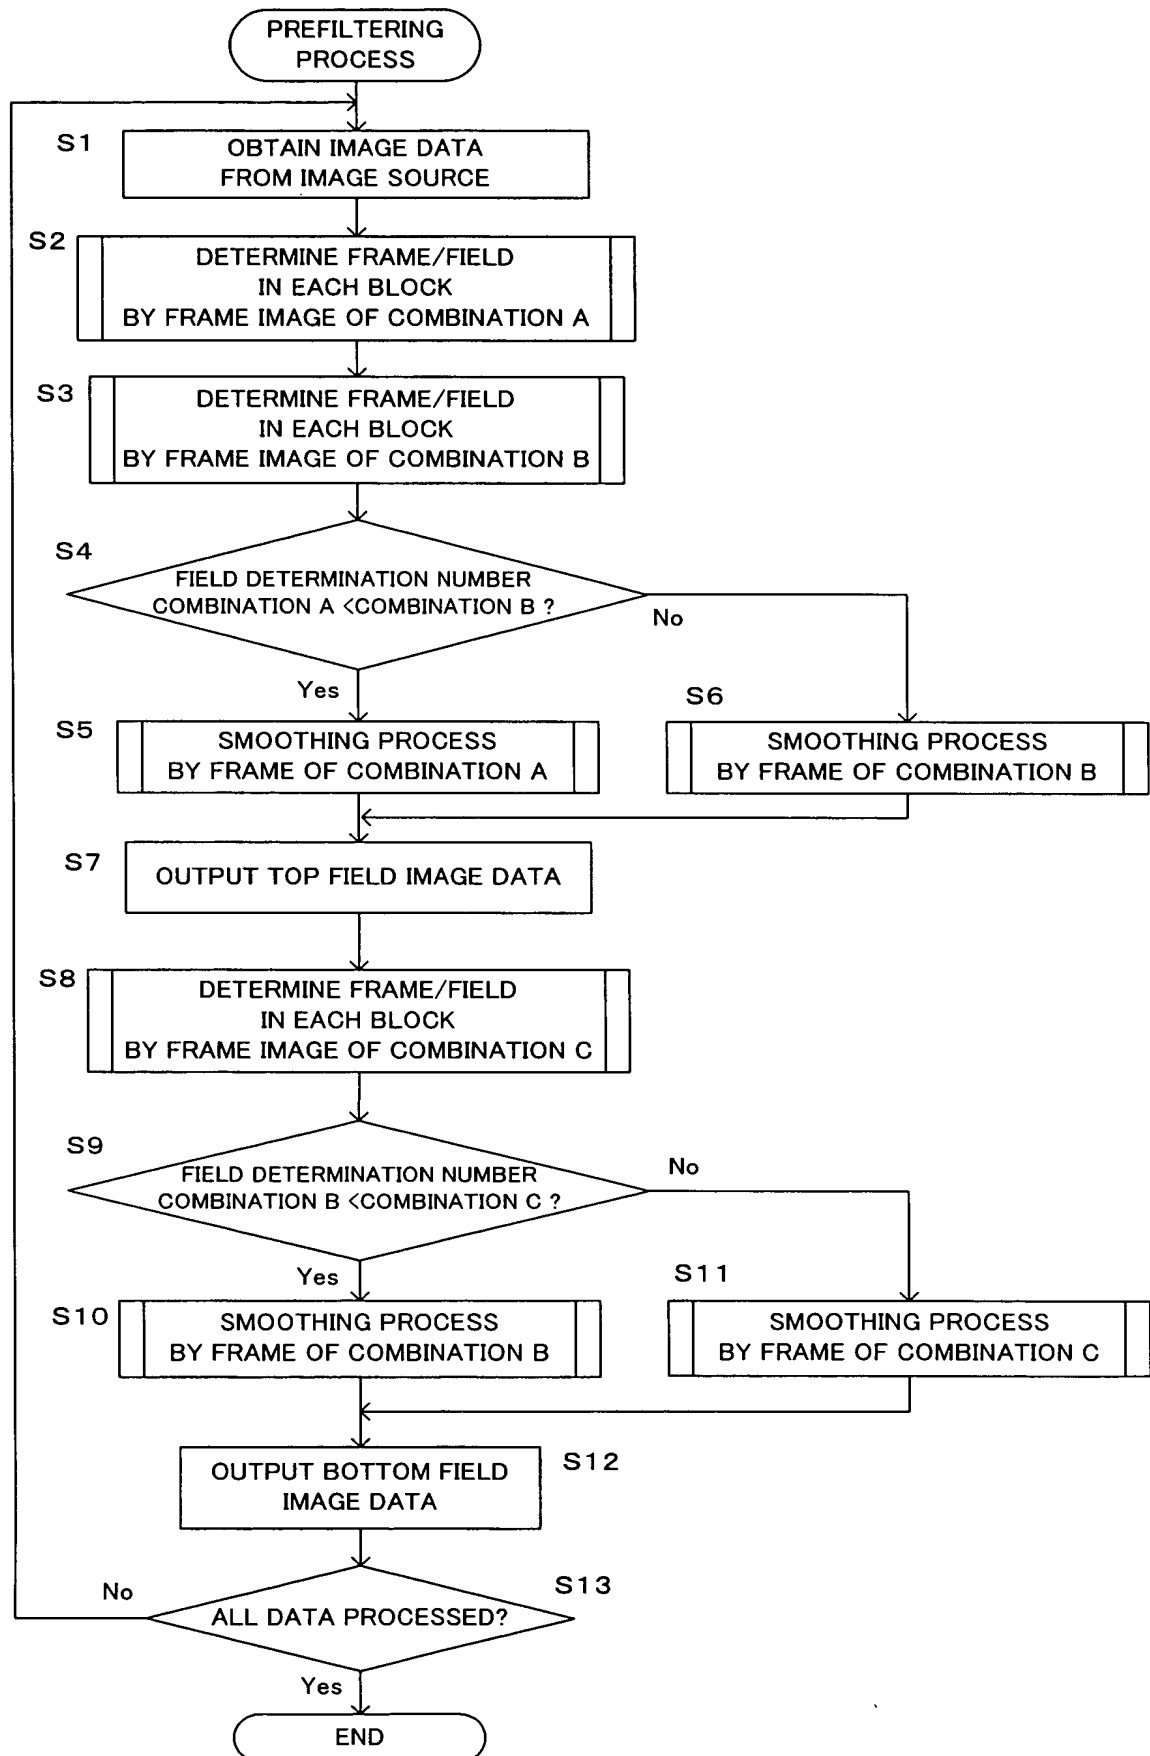 PREFILTERING
PROCESS
S1
OBTAIN IMAGE DATA
FROM IMAGE SOURCE
S2
DETERMINE FRAME/FIELD
IN EACH BLOCK
BY FRAME IMAGE OF COMBINATION A
S3
DETERMINE FRAME/FIELD
IN EACH BLOCK
BY FRAME IMAGE OF COMBINATION B
S4
FIELD DETERMINATION NUMBER
COMBINATION A <COMBINATION B ?
No
Yes
S5
SMOOTHING PROCESS
BY FRAME OF COMBINATION A
S6
SMOOTHING PROCESS
BY FRAME OF COMBINATION B
S7
OUTPUT TOP FIELD IMAGE DATA
S8
DETERMINE FRAME/FIELD
IN EACH BLOCK
BY FRAME IMAGE OF COMBINATION C
S9
FIELD DETERMINATION NUMBER
COMBINATION B <COMBINATION C ?
No
Yes
S10
SMOOTHING PROCESS
BY FRAME OF COMBINATION B
S11
SMOOTHING PROCESS
BY FRAME OF COMBINATION C
OUTPUT BOTTOM FIELD
IMAGE DATA
S12
No
S13
ALL DATA PROCESSED?
Yes
END